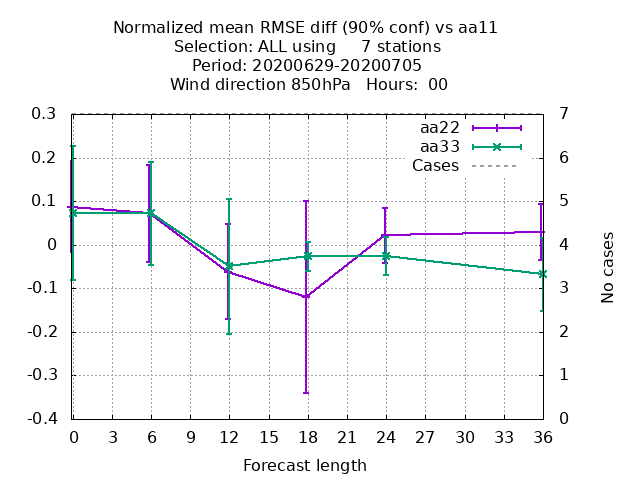 Normalized mean RMSE diff (90% conf) vs aa11
Selection: ALL using     7 stations
Period: 20200629-20200705
Wind direction 850hPa   Hours:  00
0.3
0.2
0.1
0
-0.1
-0.2
-0.3
-0.4
aa22
aa33
Cases
7
6
5
4
3
2
1
0
No cases
0 3 6 9 12 15 18 21 24 27 30 33 36
Forecast length